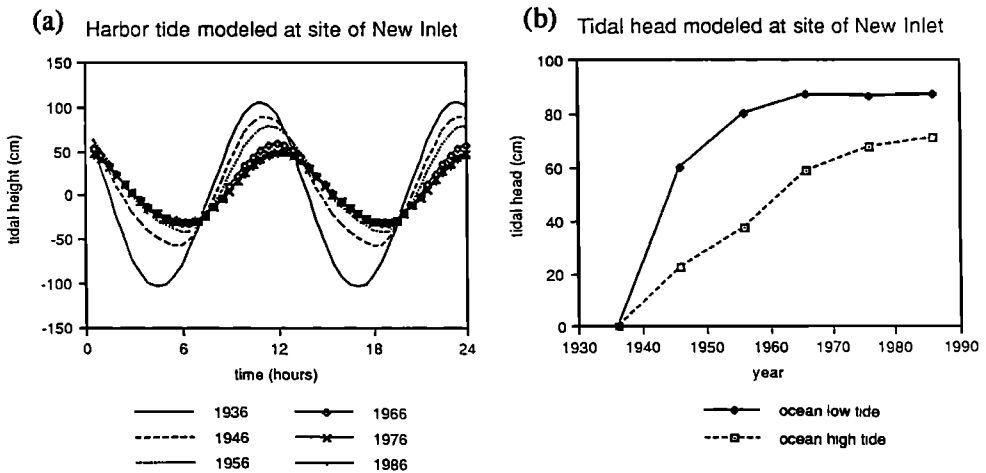 (a) Harbor tide modeled at site of New Inlet
150
100
50
0
-50
-100
-150
tidal height (cm)
0 6 12 18 24
time (hours)
1936 1966
1946 1976
1956 1986
(b) Tidal head modeled at site of New Inlet
100
80
60
40
20
0
tidal head (cm)
1930 1940 1950 1960 1970 1980 1990
year
ocean low tide
ocean high tide